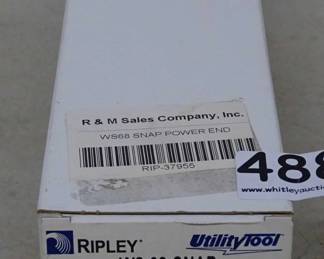 R & M Sales Company, Inc.
WS68 SNAP POWER END
RIP-37955
488
www.whitleyauctio
RIPLEY®
UtilityTool